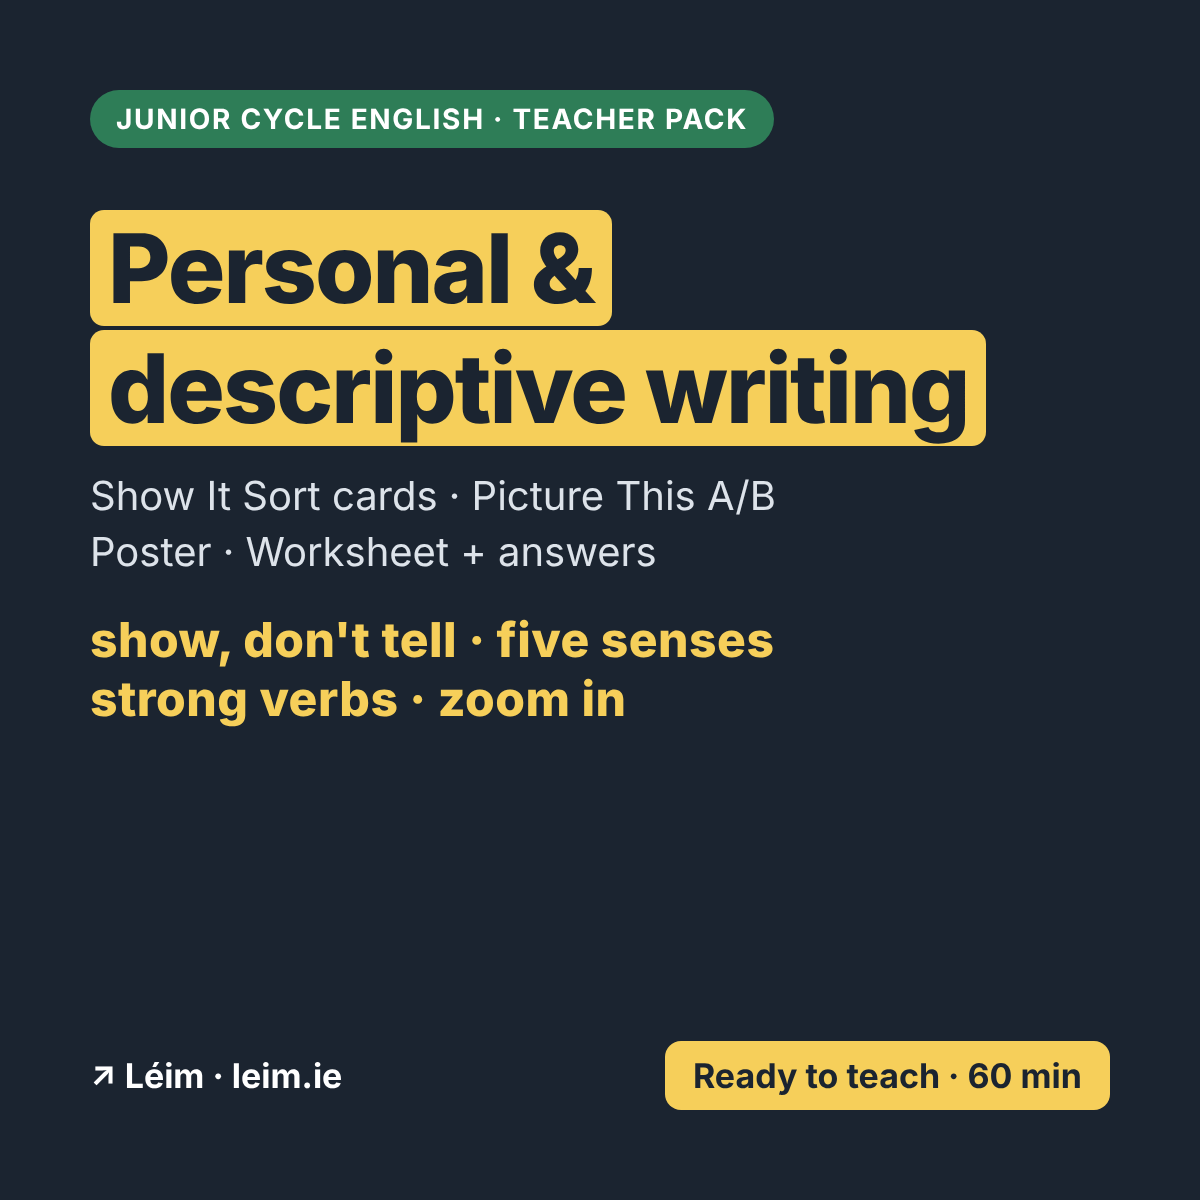 JUNIOR CYCLE ENGLISH · TEACHER PACK
Personal &
descriptive writing
Show It Sort cards · Picture This A/B
Poster · Worksheet + answers
show, don't tell · five senses
strong verbs · zoom in
↗ Léim · leim.ie
Ready to teach · 60 min